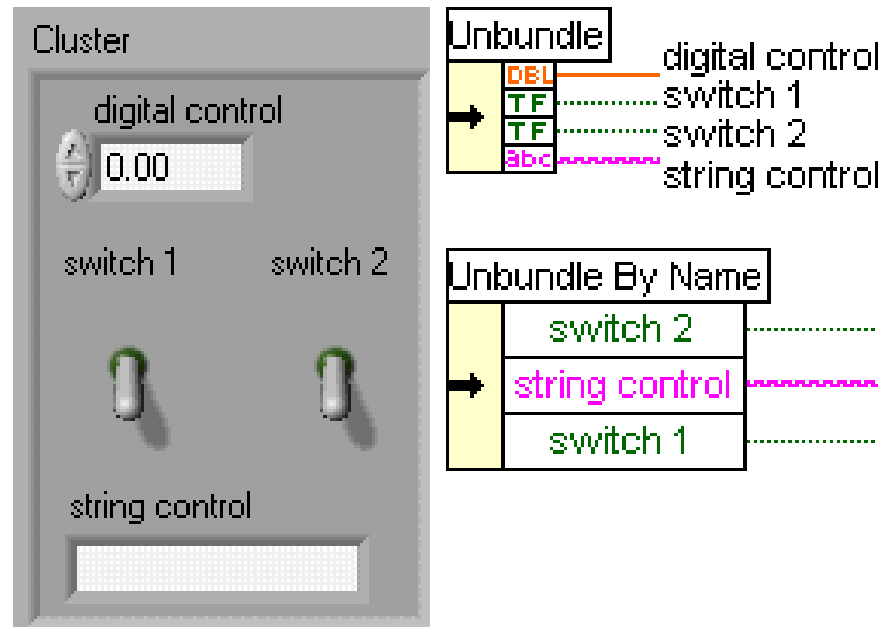 Cluster
digital control
0.00
switch 1 switch 2
string control
Unbundle
DBL digital control
TF switch 1
TF switch 2
abc string control
Unbundle By Name
switch 2
string control
switch 1